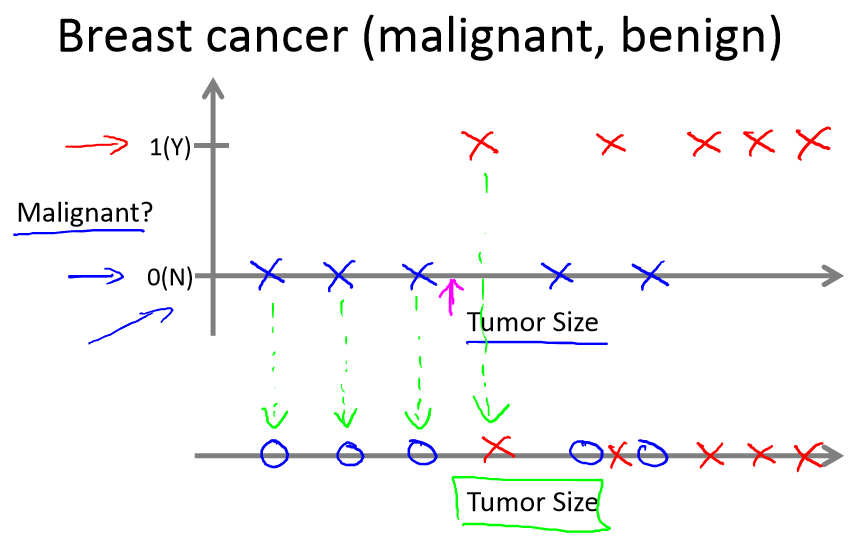 Breast cancer (malignant, benign)
1(Y)
Malignant?
0(N)
Tumor Size
Tumor Size